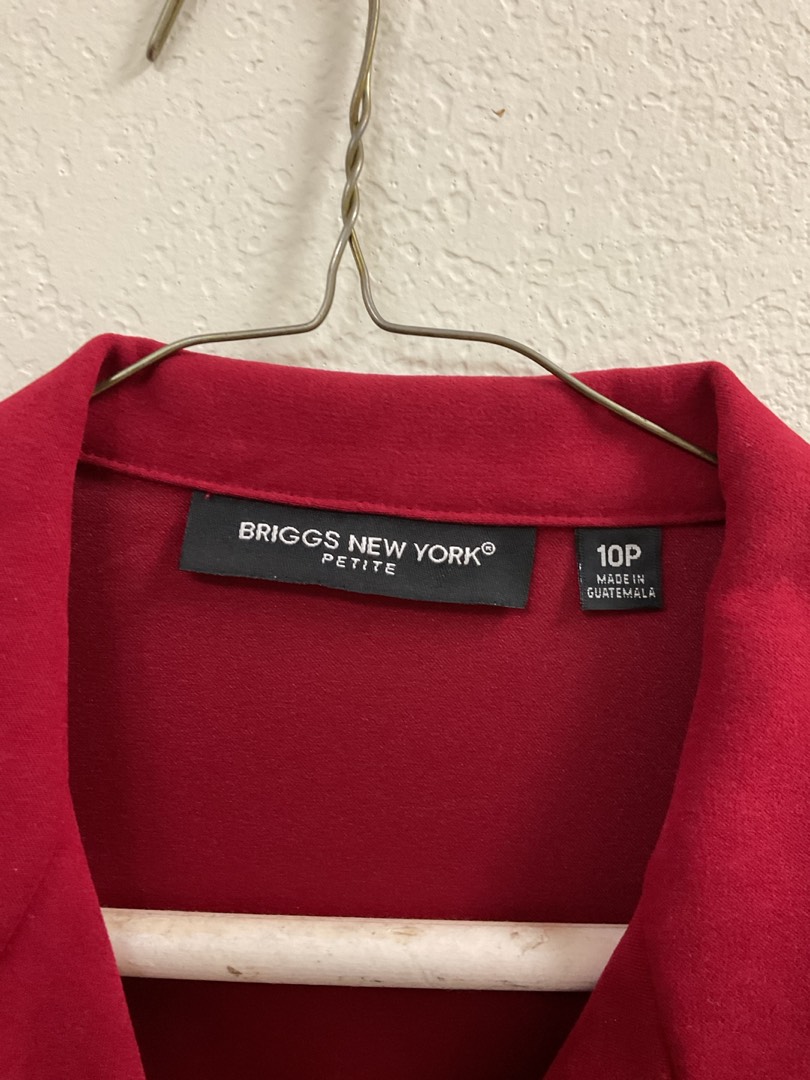 BRIGGS NEW YORK®
PETITE
10P
MADE IN
GUATEMALA